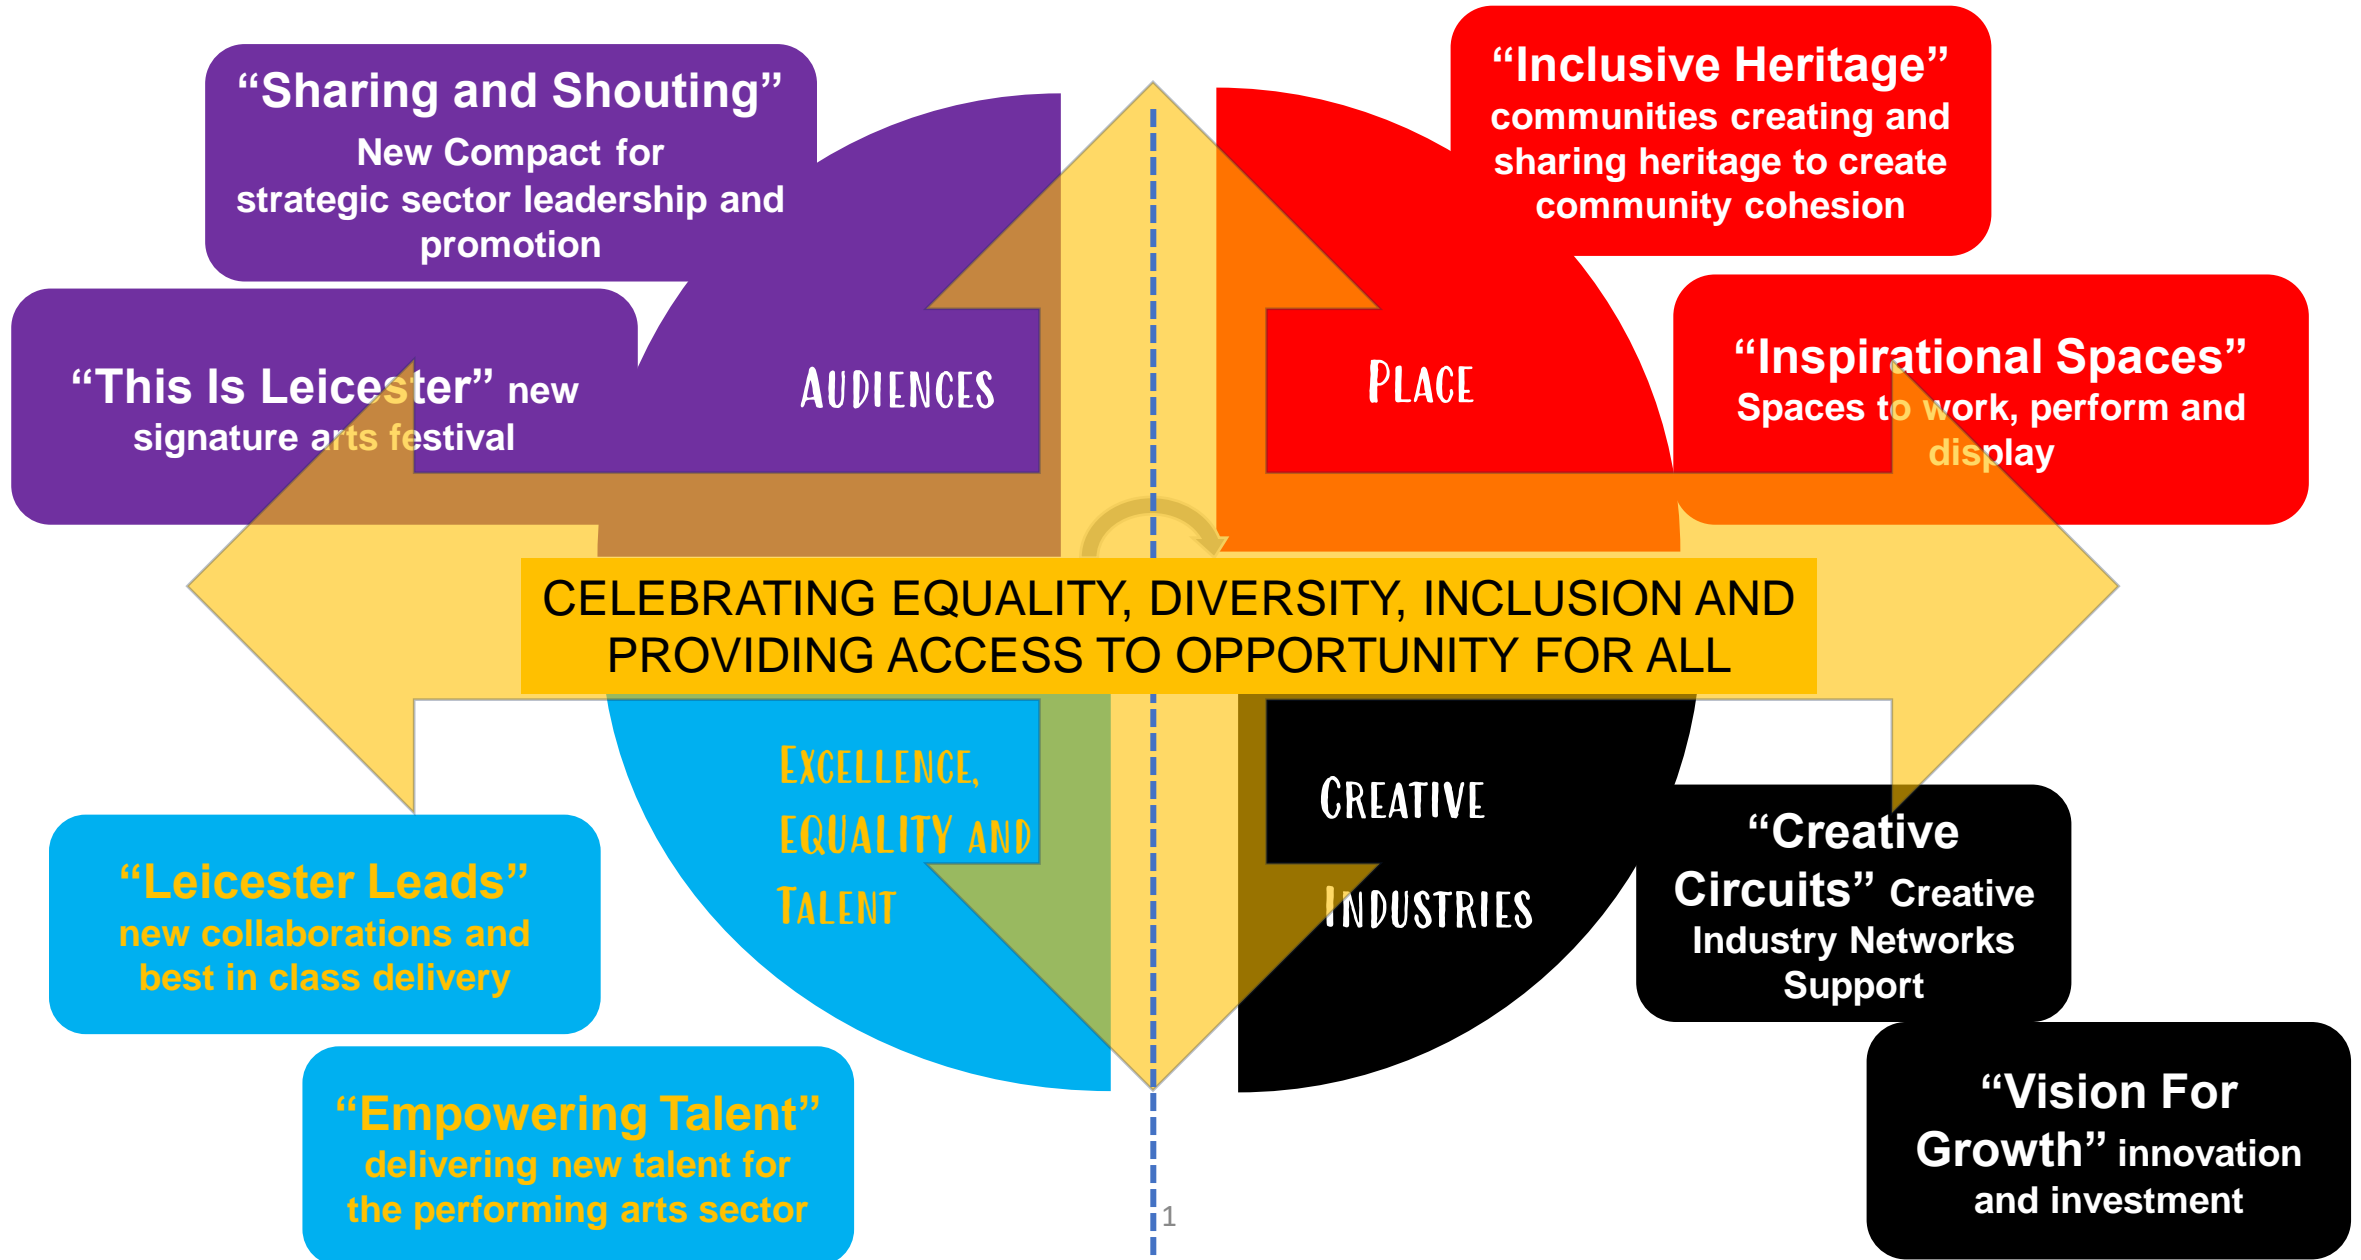 “Sharing and Shouting”
New Compact for
strategic sector leadership and
promotion
“Inclusive Heritage”
communities creating and
sharing heritage to create
community cohesion
“This Is Leicester” new
signature arts festival
AUDIENCES
PLACE
“Inspirational Spaces”
Spaces to work, perform and
display
CELEBRATING EQUALITY, DIVERSITY, INCLUSION AND
PROVIDING ACCESS TO OPPORTUNITY FOR ALL
EXCELLENCE,
EQUALITY AND
TALENT
CREATIVE
INDUSTRIES
“Leicester Leads”
new collaborations and
best in class delivery
“Creative
Circuits” Creative
Industry Networks
Support
“Empowering Talent”
delivering new talent for
the performing arts sector
“Vision For
Growth” innovation
and investment
1